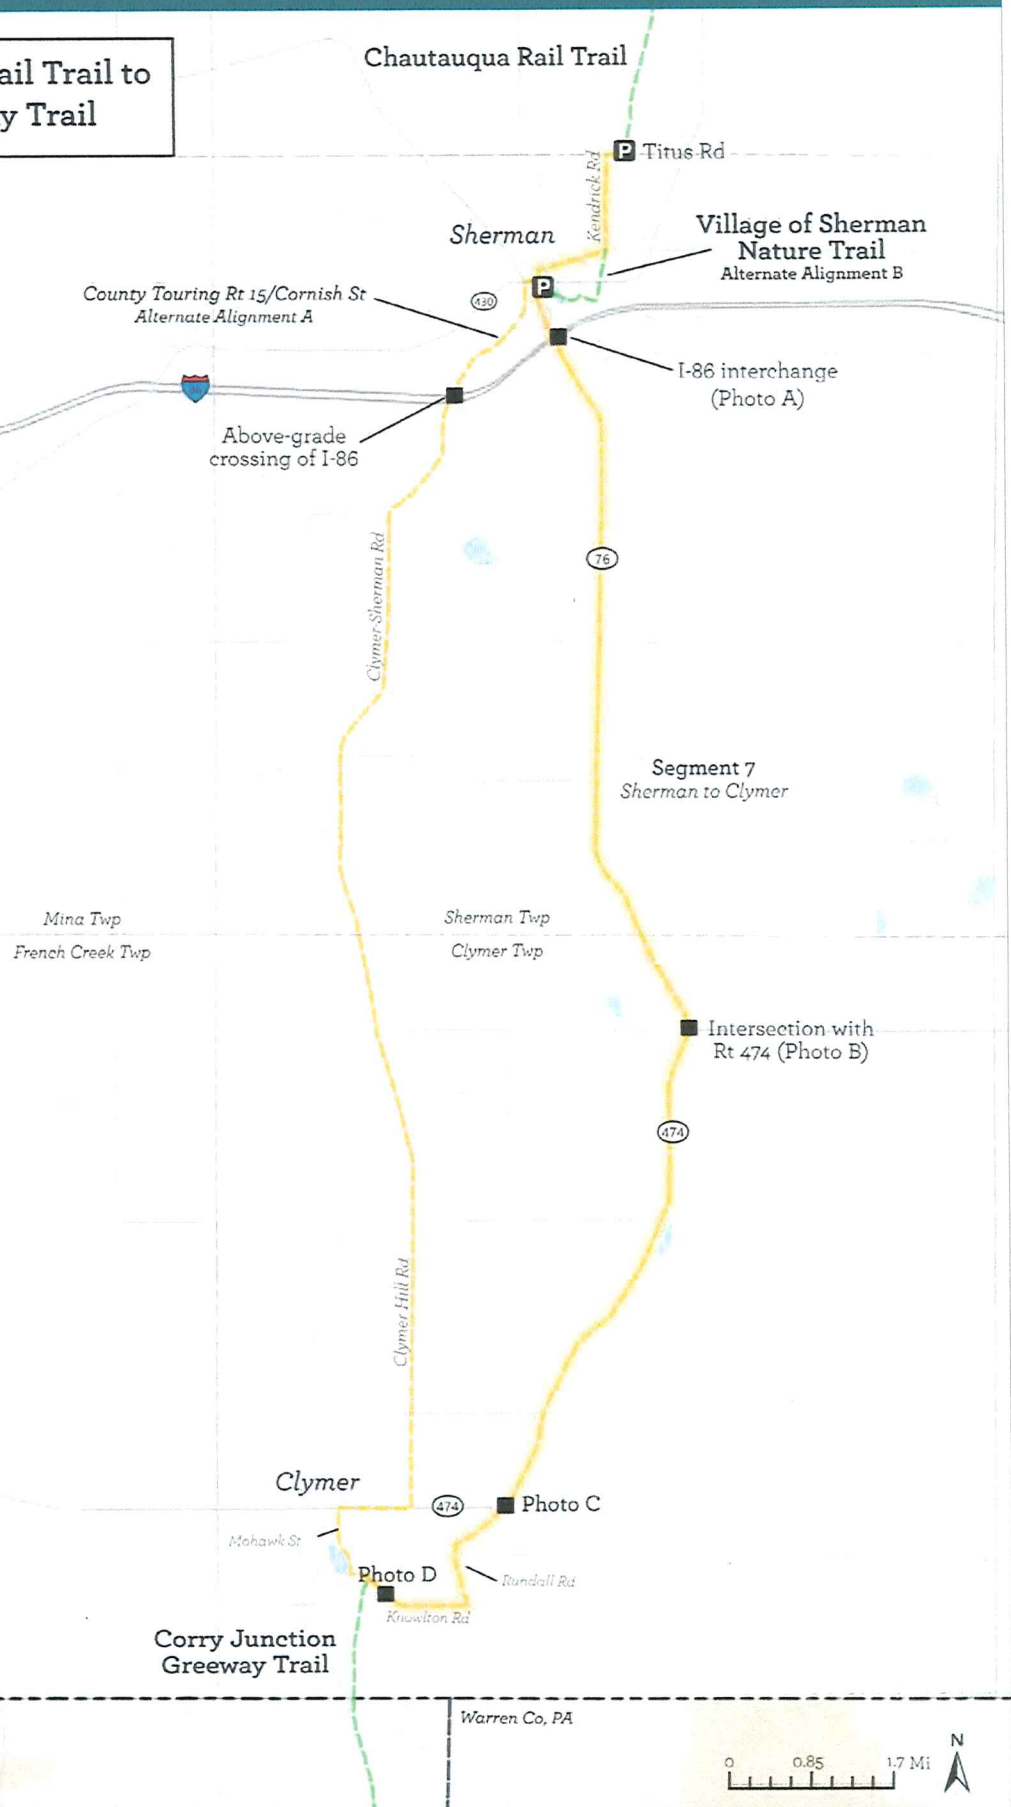 ail Trail to
y Trail
Chautauqua Rail Trail
P Titus Rd
Kendrick Rd
Sherman
Village of Sherman
Nature Trail
Alternate Alignment B
P
430
County Touring Rt 15/Cornish St
Alternate Alignment A
I-86 interchange
(Photo A)
Above-grade
crossing of I-86
Clymer-Sherman Rd
76
Segment 7
Sherman to Clymer
Mina Twp
French Creek Twp
Sherman Twp
Clymer Twp
Intersection with
Rt 474 (Photo B)
474
Clymer Hill Rd
Clymer
474
Photo C
Mohawk St
Photo D
Rundall Rd
Knowlton Rd
Corry Junction
Greeway Trail
Warren Co, PA
0 0.85 1.7 Mi
N